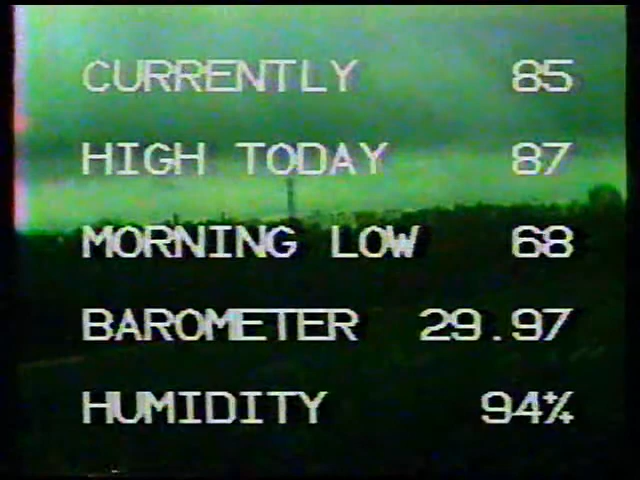 CURRENTLY 85
HIGH TODAY 87
MORNING LOW 68
BAROMETER 29.97
HUMIDITY 94%